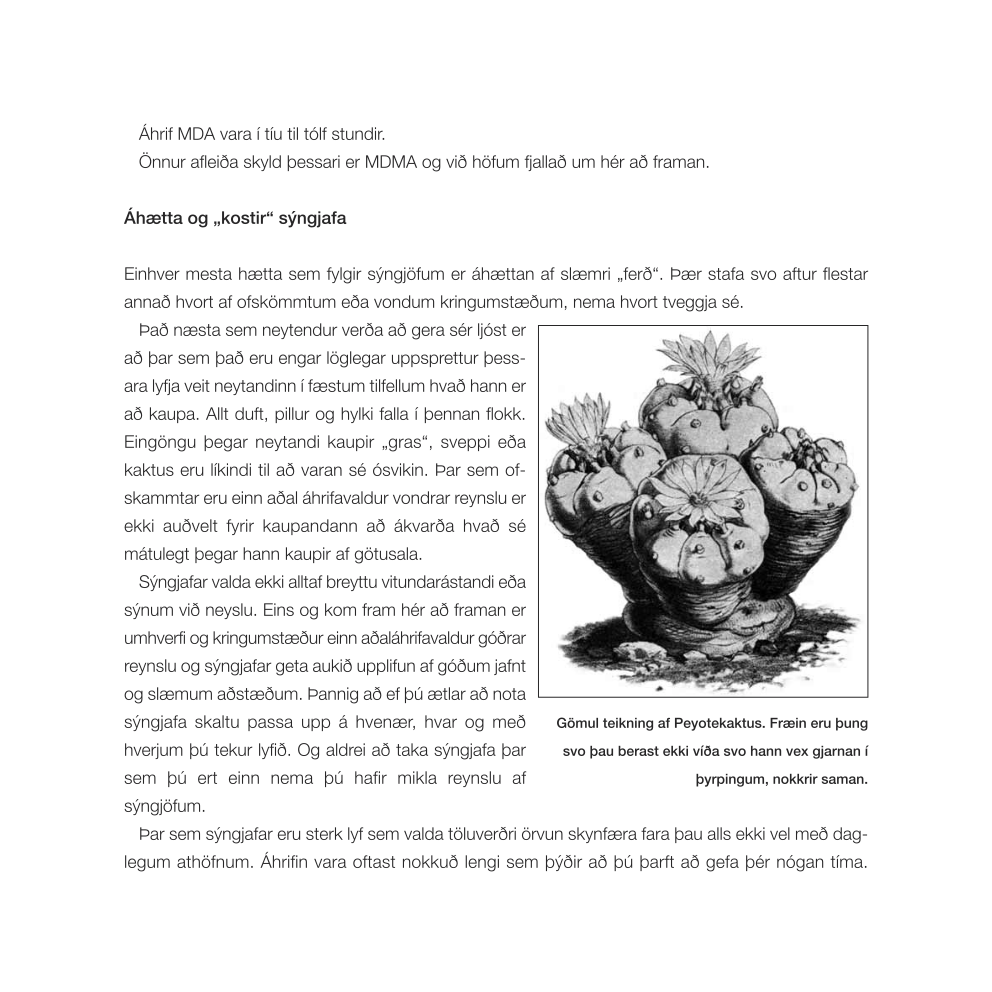 Áhrif MDA vara í tíu til tólf stundir.
Önnur afleiða skyld þessari er MDMA og við höfum fjallað um hér að framan.
Áhætta og „kostir“ sýngjafa
Einhver mesta hætta sem fylgir sýngjöfum er áhættan af slæmri „ferð“. Þær stafa svo aftur flestar
annað hvort af ofskömmtum eða vondum kringumstæðum, nema hvort tveggja sé.
Það næsta sem neytendur verða að gera sér ljóst er
að þar sem það eru engar löglegar uppsprettur þess-
ara lyfja veit neytandinn í fæstum tilfellum hvað hann er
að kaupa. Allt duft, pillur og hylki falla í þennan flokk.
Eingöngu þegar neytandi kaupir „gras“, sveppi eða
kaktus eru líkindi til að varan sé ósvikin. Þar sem of-
skammtar eru einn aðal áhrifavaldur vondrar reynslu er
ekki auðvelt fyrir kaupandann að ákvarða hvað sé
mátulegt þegar hann kaupir af götusala.
Sýngjafar valda ekki alltaf breyttu vitundarástandi eða
sýnum við neyslu. Eins og kom fram hér að framan er
umhverfi og kringumstæður einn aðaláhrifavaldur góðrar
reynslu og sýngjafar geta aukið upplifun af góðum jafnt
og slæmum aðstæðum. Þannig að ef þú ætlar að nota
sýngjafa skaltu passa upp á hvenær, hvar og með
hverjum þú tekur lyfið. Og aldrei að taka sýngjafa þar
sem þú ert einn nema þú hafir mikla reynslu af
sýngjöfum.
Gömul teikning af Peyotekaktus. Fræin eru þung
svo þau berast ekki víða svo hann vex gjarnan í
þyrpingum, nokkrir saman.
Þar sem sýngjafar eru sterk lyf sem valda töluverðri örvun skynfæra fara þau alls ekki vel með dag-
legum athöfnum. Áhrifin vara oftast nokkuð lengi sem þýðir að þú þarft að gefa þér nógan tíma.